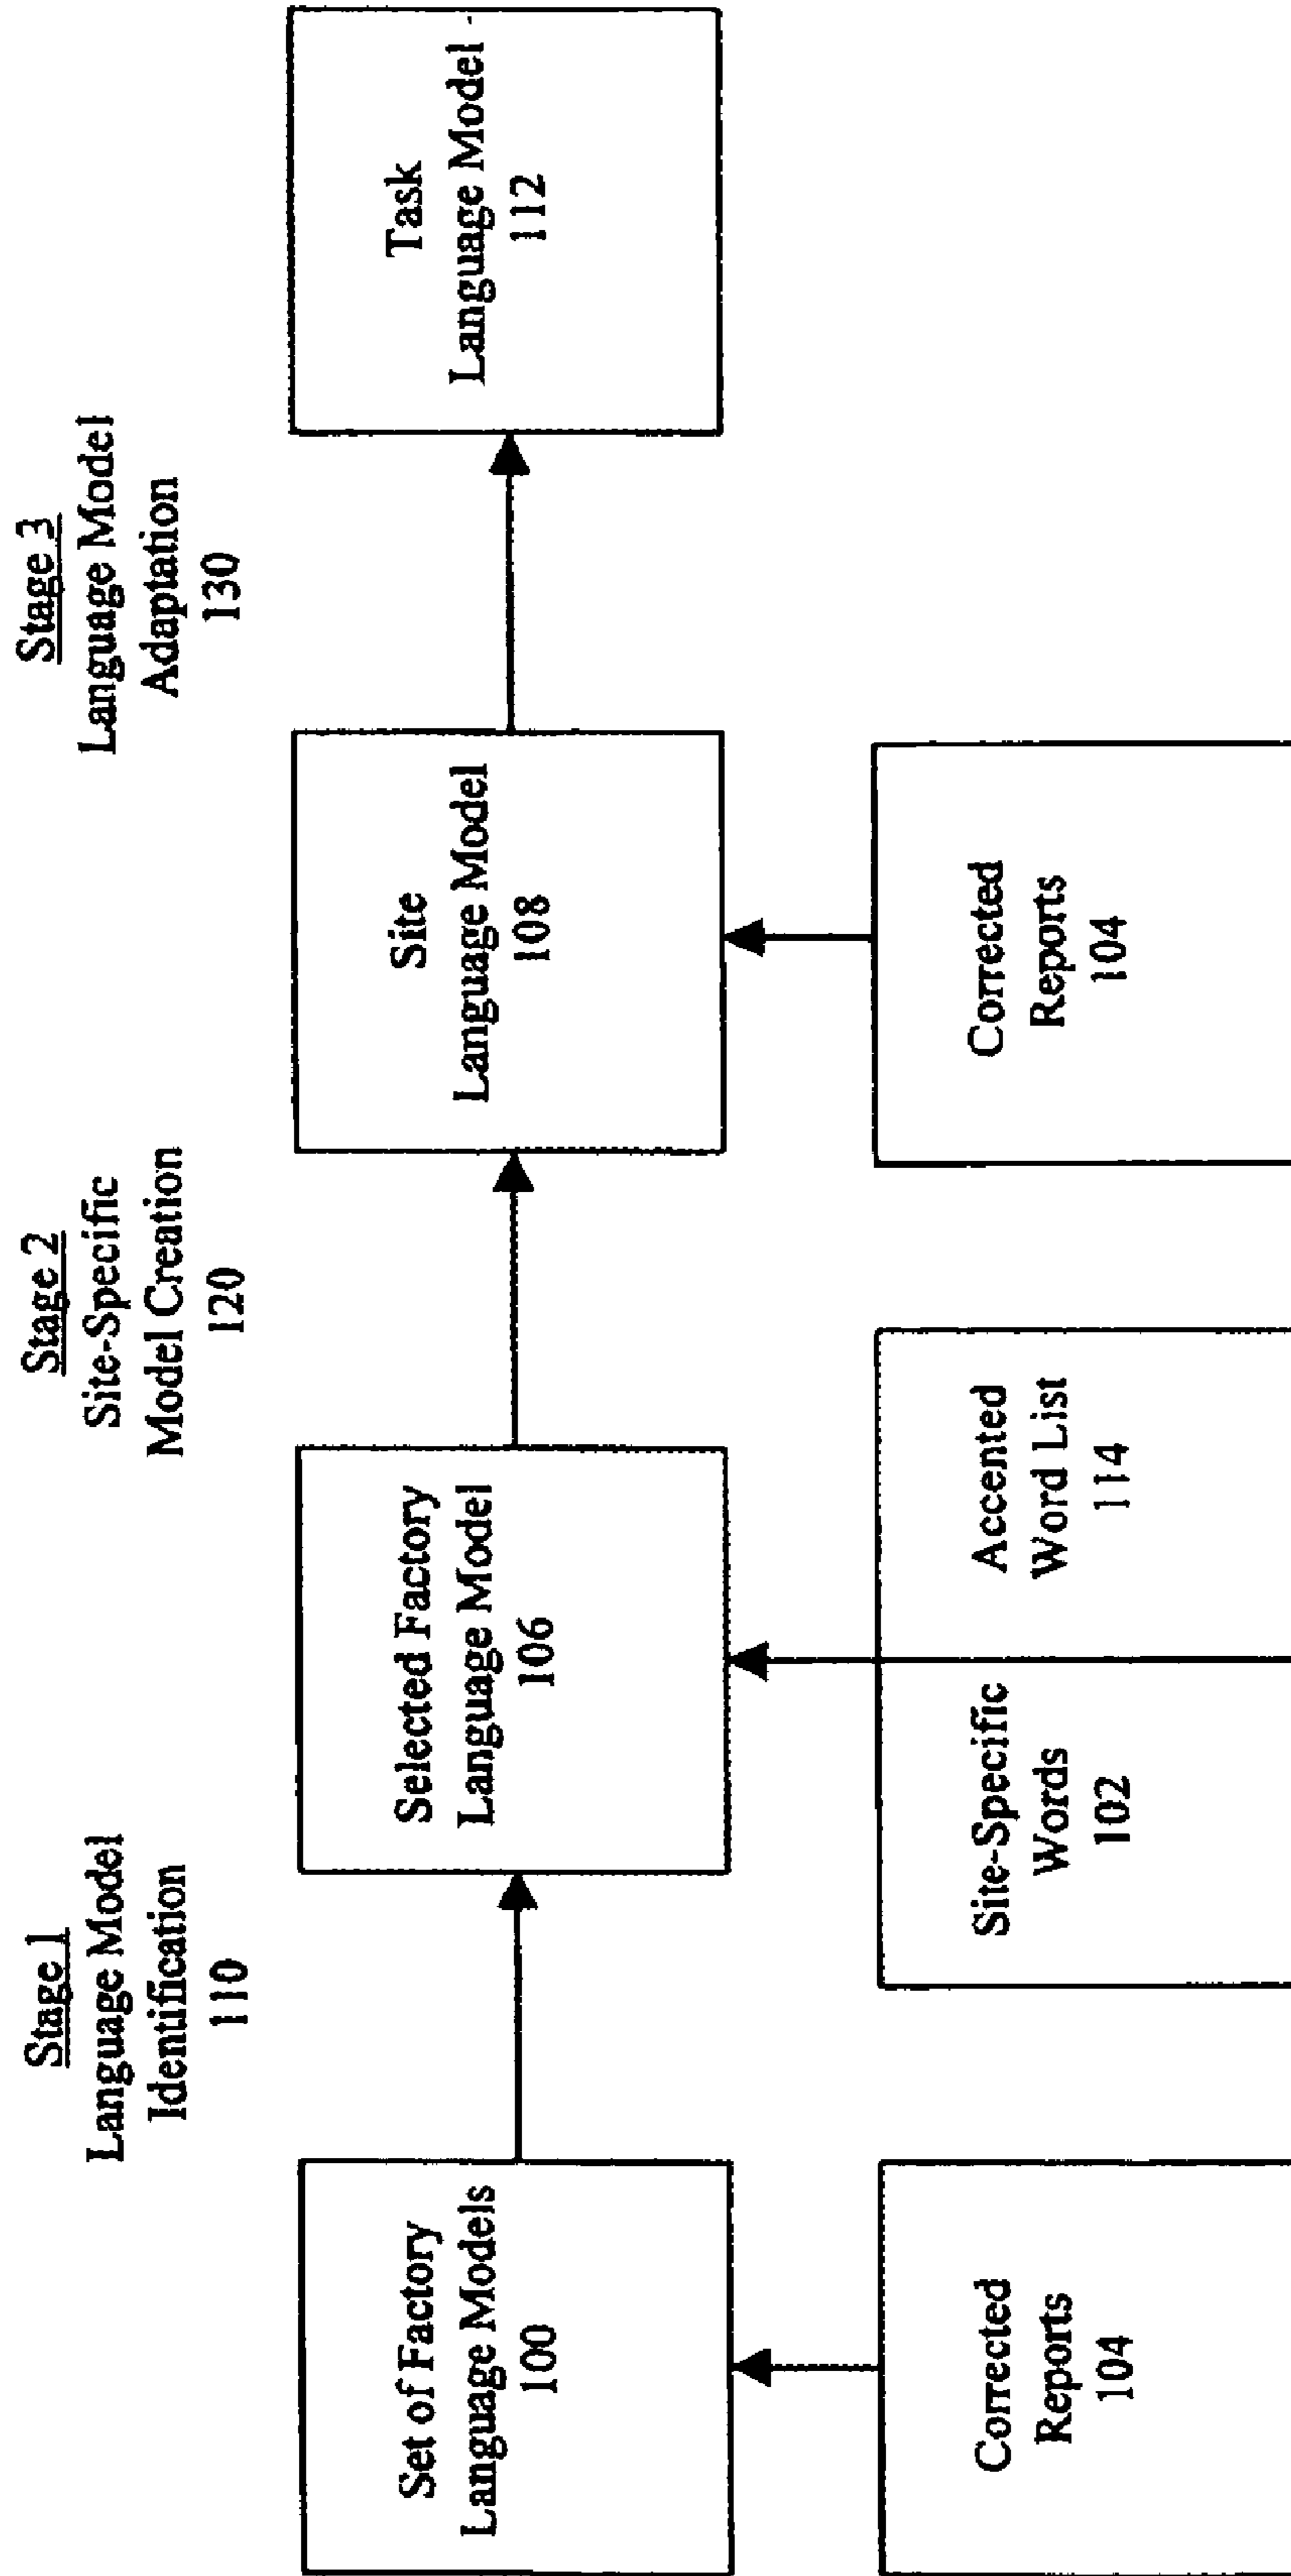 Stage 1
Language Model
Identification
110
Stage 2
Site-Specific
Model Creation
120
Stage 3
Language Model
Adaptation
130
Set of Factory
Language Models
100
Selected Factory
Language Model
106
Site
Language Model
108
Task
Language Model
112
Corrected
Reports
104
Site-Specific
Words
102
Accented
Word List
114
Corrected
Reports
104